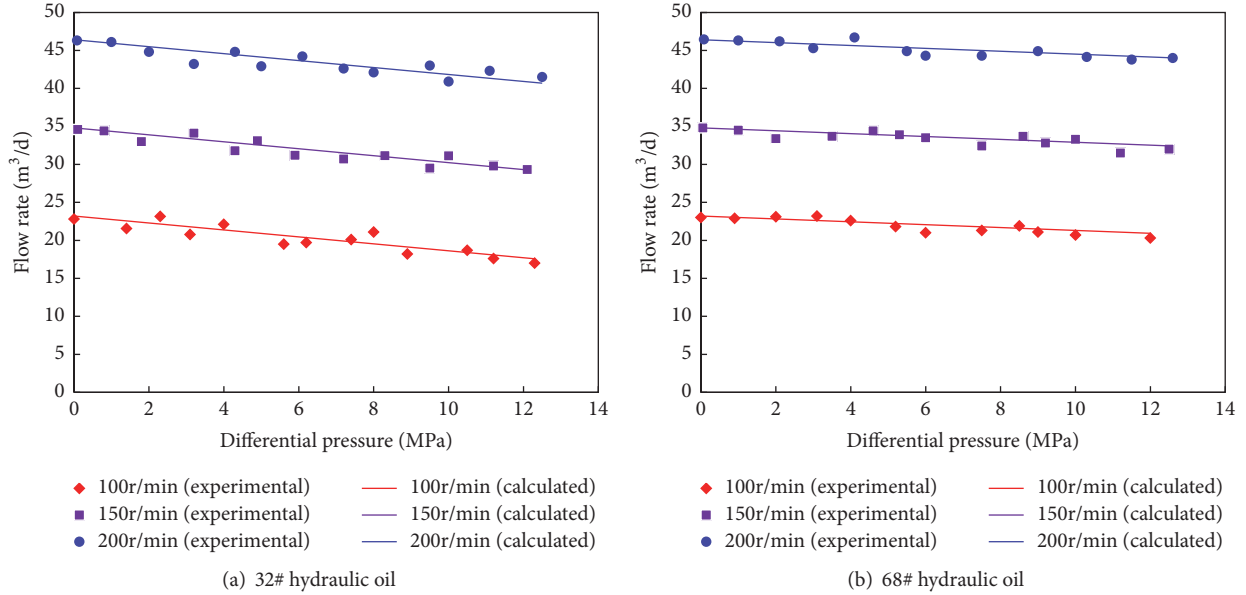 50
45
40
35
30
25
20
15
10
5
0
Flow rate (m³/d)
0 2 4 6 8 10 12 14
Differential pressure (MPa)
100r/min (experimental) 100r/min (calculated)
150r/min (experimental) 150r/min (calculated)
200r/min (experimental) 200r/min (calculated)
(a) 32# hydraulic oil
50
45
40
35
30
25
20
15
10
5
0
Flow rate (m³/d)
0 2 4 6 8 10 12 14
Differential pressure (MPa)
100r/min (experimental) 100r/min (calculated)
150r/min (experimental) 150r/min (calculated)
200r/min (experimental) 200r/min (calculated)
(b) 68# hydraulic oil